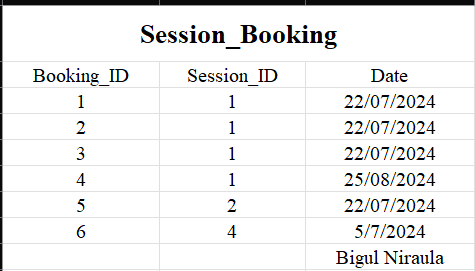 Session_Booking
Booking_ID Session_ID Date
1 1 22/07/2024
2 1 22/07/2024
3 1 22/07/2024
4 1 25/08/2024
5 2 22/07/2024
6 4 5/7/2024
Bigul Niraula